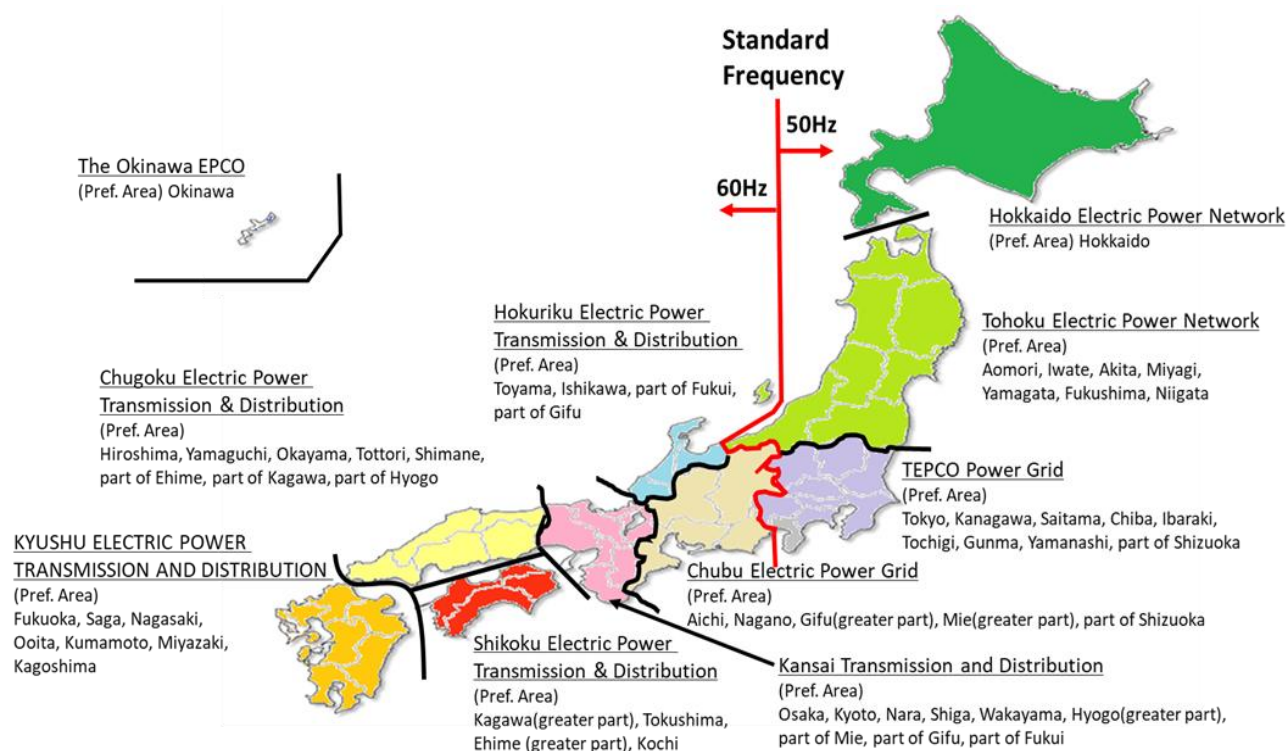 Standard
Frequency
50Hz
60Hz
The Okinawa EPCO
(Pref. Area) Okinawa
Hokkaido Electric Power Network
(Pref. Area) Hokkaido
Hokuriku Electric Power
Transmission & Distribution
(Pref. Area)
Toyama, Ishikawa, part of Fukui,
part of Gifu
Tohoku Electric Power Network
(Pref. Area)
Aomori, Iwate, Akita, Miyagi,
Yamagata, Fukushima, Niigata
Chugoku Electric Power
Transmission & Distribution
(Pref. Area)
Hiroshima, Yamaguchi, Okayama, Tottori, Shimane,
part of Ehime, part of Kagawa, part of Hyogo
TEPCO Power Grid
(Pref. Area)
Tokyo, Kanagawa, Saitama, Chiba, Ibaraki,
Tochigi, Gunma, Yamanashi, part of Shizuoka
KYUSHU ELECTRIC POWER
TRANSMISSION AND DISTRIBUTION
(Pref. Area)
Fukuoka, Saga, Nagasaki,
Ooita, Kumamoto, Miyazaki,
Kagoshima
Chubu Electric Power Grid
(Pref. Area)
Aichi, Nagano, Gifu(greater part), Mie(greater part), part of Shizuoka
Shikoku Electric Power
Transmission & Distribution
(Pref. Area)
Kagawa(greater part), Tokushima,
Ehime (greater part), Kochi
Kansai Transmission and Distribution
(Pref. Area)
Osaka, Kyoto, Nara, Shiga, Wakayama, Hyogo(greater part),
part of Mie, part of Gifu, part of Fukui